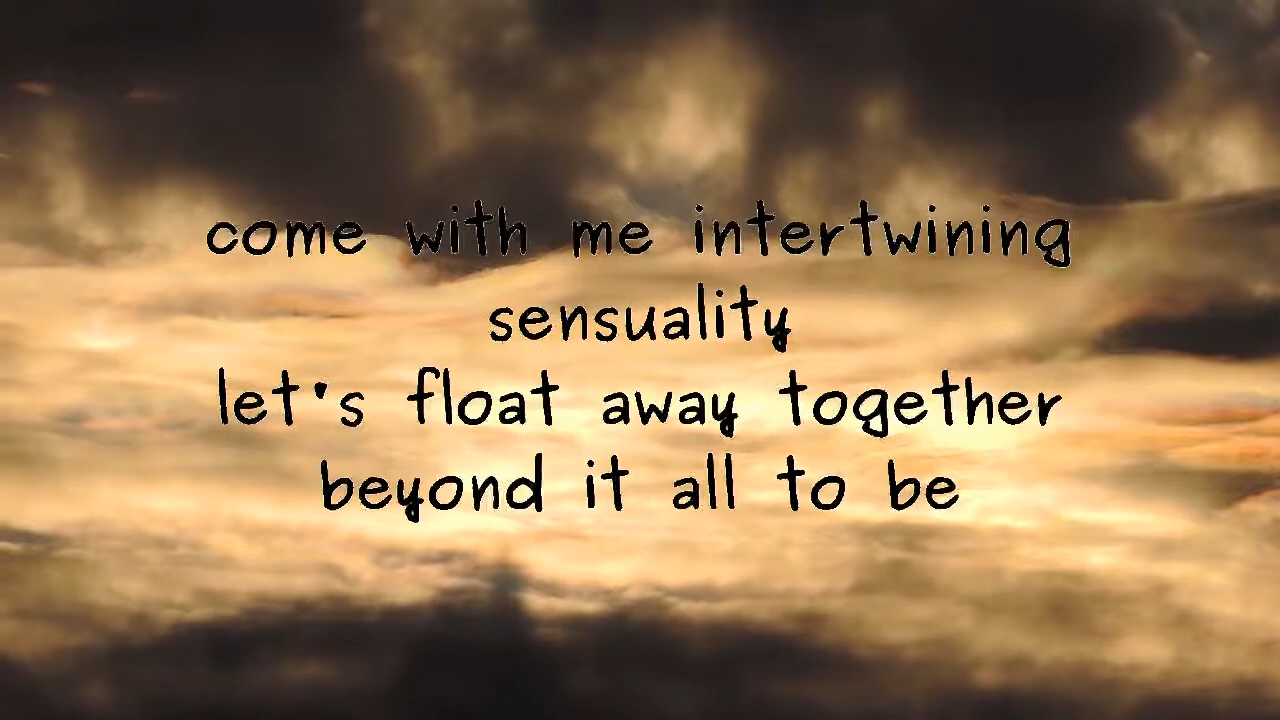 come with me intertwining
sensuality
let's float away together
beyond it all to be